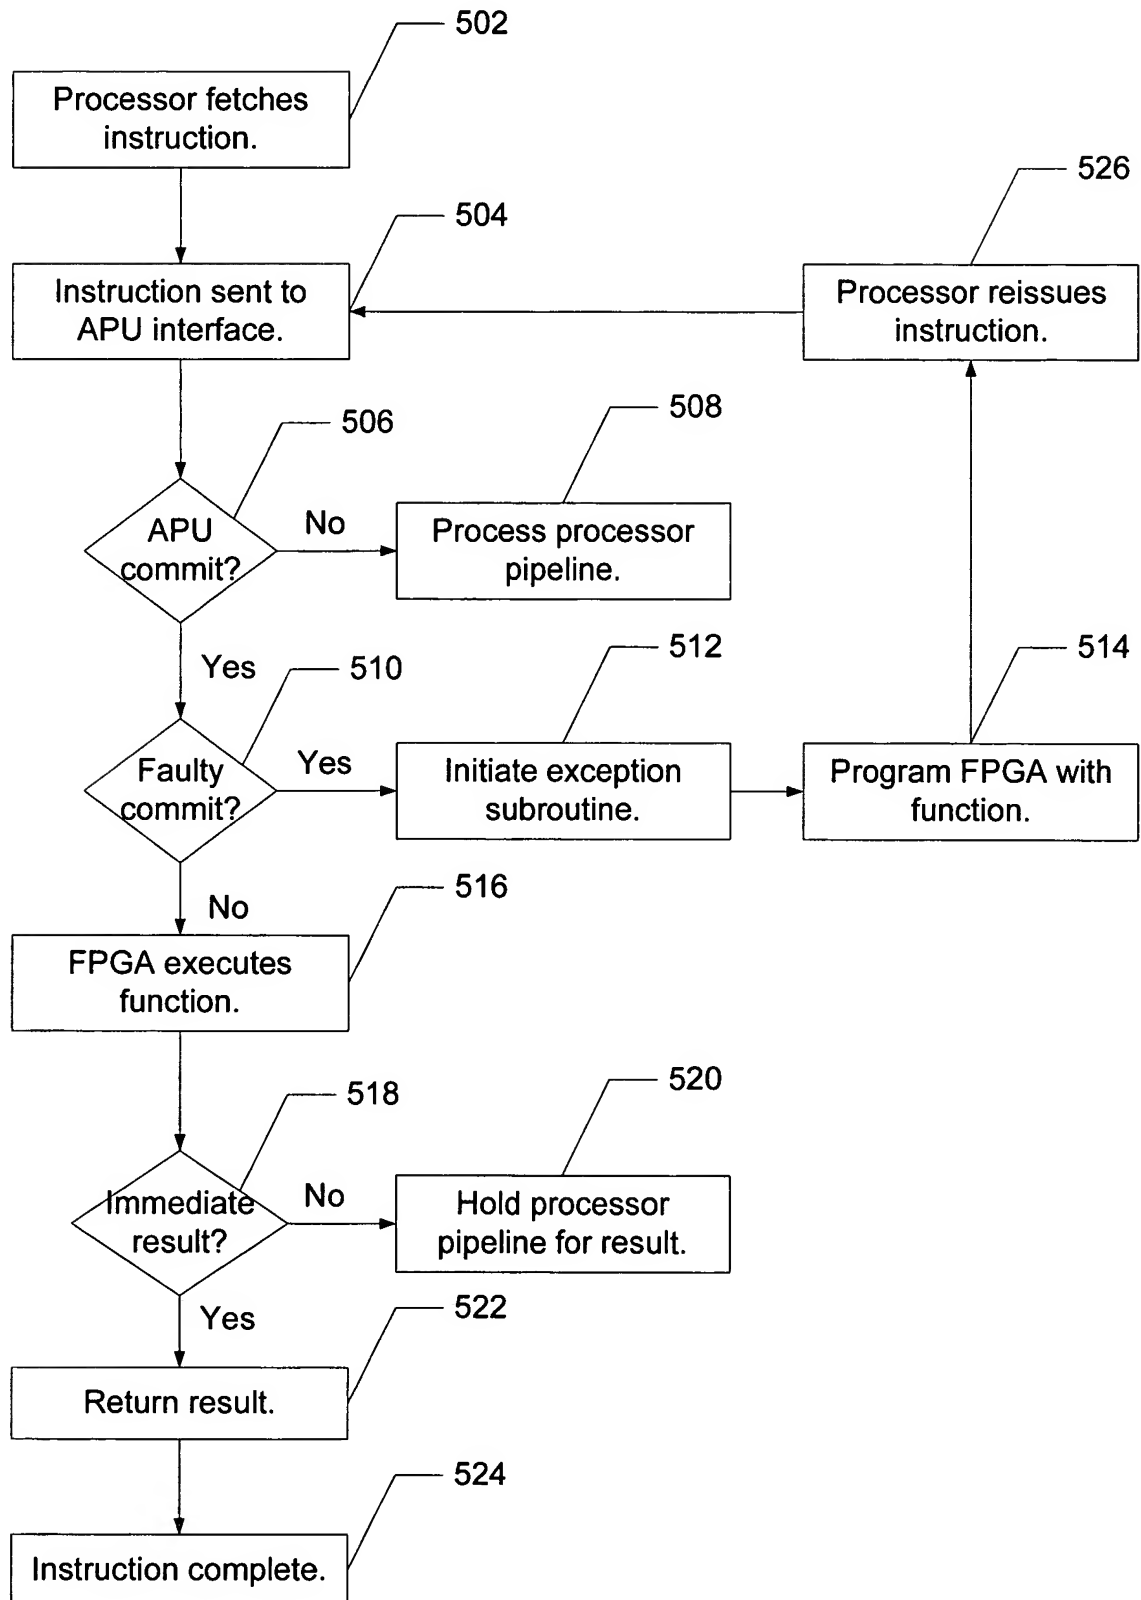 502
Processor fetches
instruction.
526
504
Instruction sent to
APU interface.
Processor reissues
instruction.
506
508
APU
commit?
No
Process processor
pipeline.
Yes
510
512
514
Faulty
commit?
Yes
Initiate exception
subroutine.
Program FPGA with
function.
No
516
FPGA executes
function.
518
520
Immediate
result?
No
Hold processor
pipeline for result.
Yes
522
Return result.
524
Instruction complete.